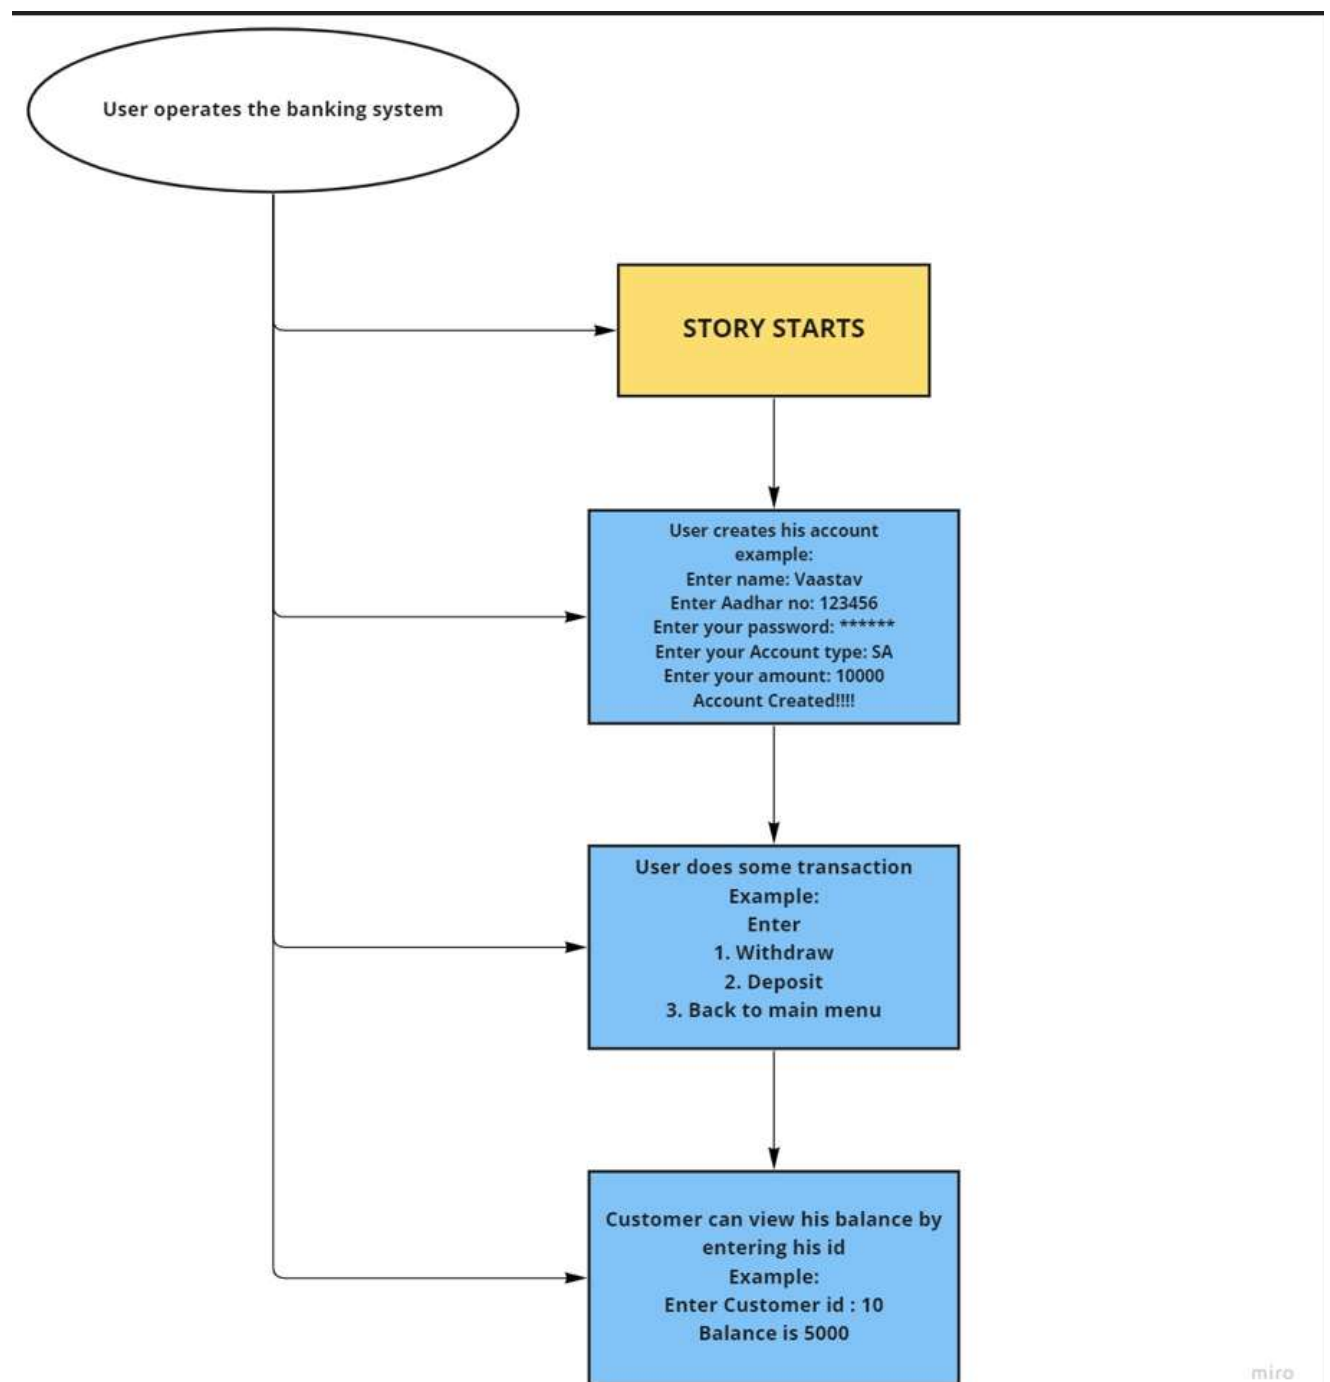 User operates the banking system
STORY STARTS
User creates his account
example:
Enter name: Vaastav
Enter Aadhar no: 123456
Enter your password: ******
Enter your Account type: SA
Enter your amount: 10000
Account Created!!!!
User does some transaction
Example:
Enter
1. Withdraw
2. Deposit
3. Back to main menu
Customer can view his balance by
entering his id
Example:
Enter Customer id : 10
Balance is 5000
miro